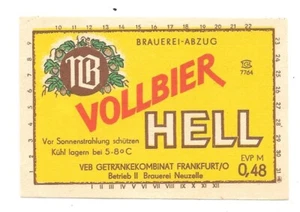 10 11 12 13 14 15 16 17 18 19 20 21 22
BRAUEREI-ABZUG
MB
TGL
7764
VOLLBIER
HELL
Vor Sonnenstrahlung schützen
Kühl lagern bei 5-8°C
EVP M
0,48
VEB GETRÄNKEKOMBINAT FRANKFURT/O
Betrieb II Brauerei Neuzelle
I II III IV V VI VII VIII IX X XI XII